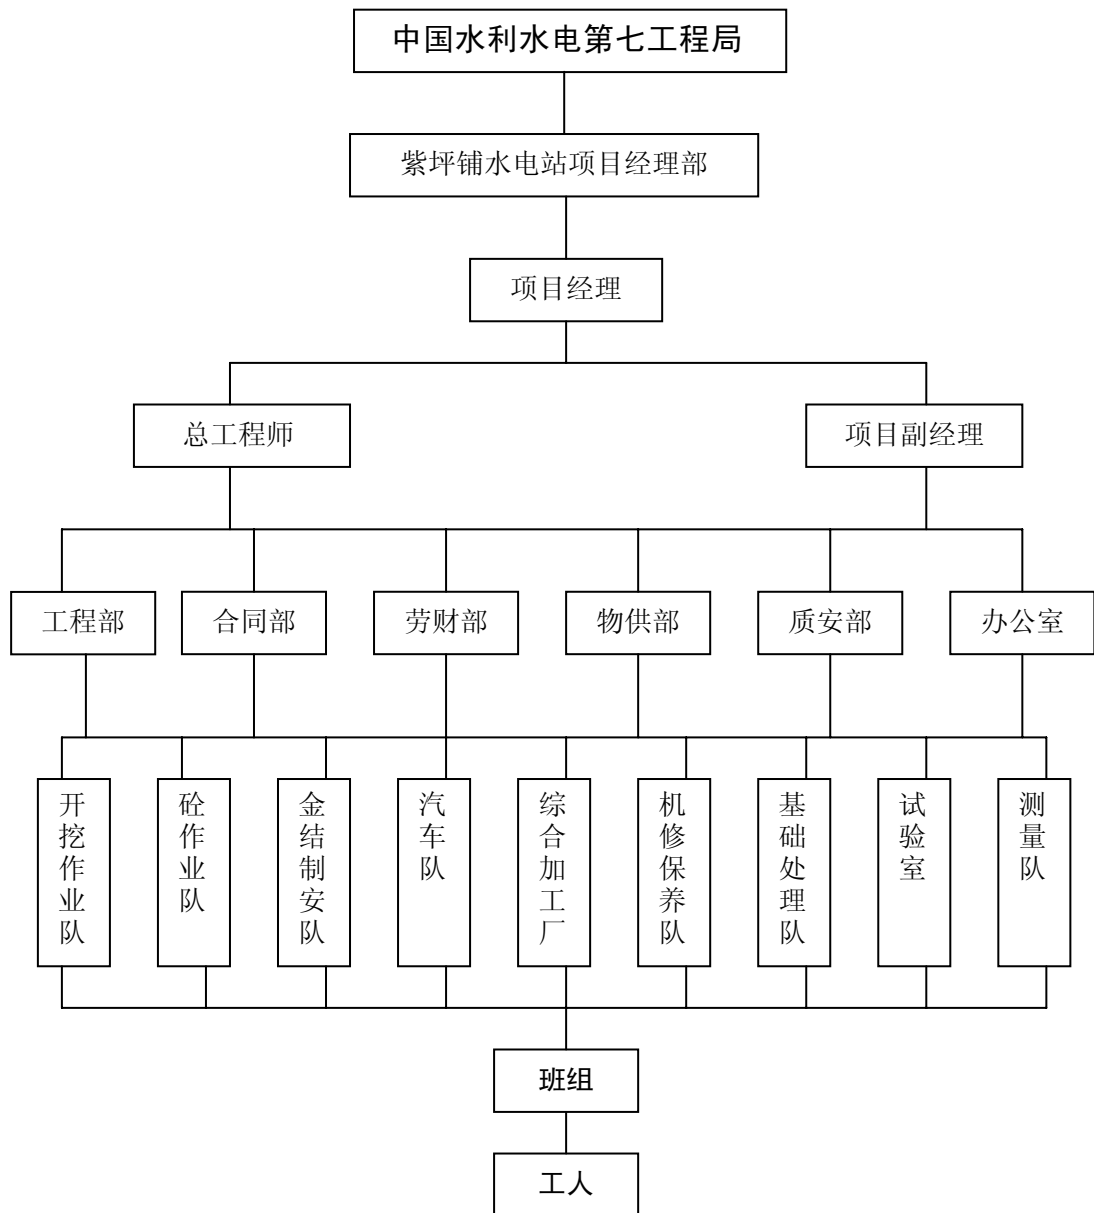 中国水利水电第七工程局
紫坪铺水电站项目经理部
项目经理
总工程师
项目副经理
工程部
合同部
劳财部
物供部
质安部
办公室
开挖作业队
砼作业队
金结制安队
汽车队
综合加工厂
机修保养队
基础处理队
试验室
测量队
班组
工人